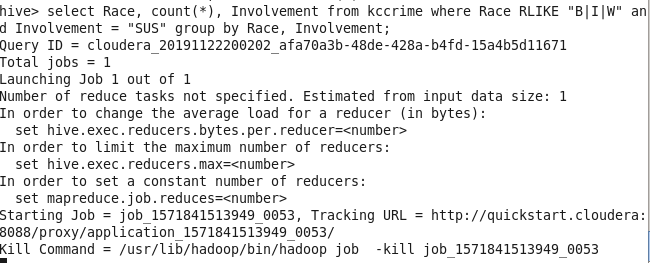 hive> select Race, count(*), Involvement from kccrime where Race RLIKE "B|I|W" an
d Involvement = "SUS" group by Race, Involvement;
Query ID = cloudera_20191122200202_afa70a3b-48de-428a-b4fd-15a4b5d11671
Total jobs = 1
Launching Job 1 out of 1
Number of reduce tasks not specified. Estimated from input data size: 1
In order to change the average load for a reducer (in bytes):
  set hive.exec.reducers.bytes.per.reducer=<number>
In order to limit the maximum number of reducers:
  set hive.exec.reducers.max=<number>
In order to set a constant number of reducers:
  set mapreduce.job.reduces=<number>
Starting Job = job_1571841513949_0053, Tracking URL = http://quickstart.cloudera:
8088/proxy/application_1571841513949_0053/
Kill Command = /usr/lib/hadoop/bin/hadoop job  -kill job_1571841513949_0053